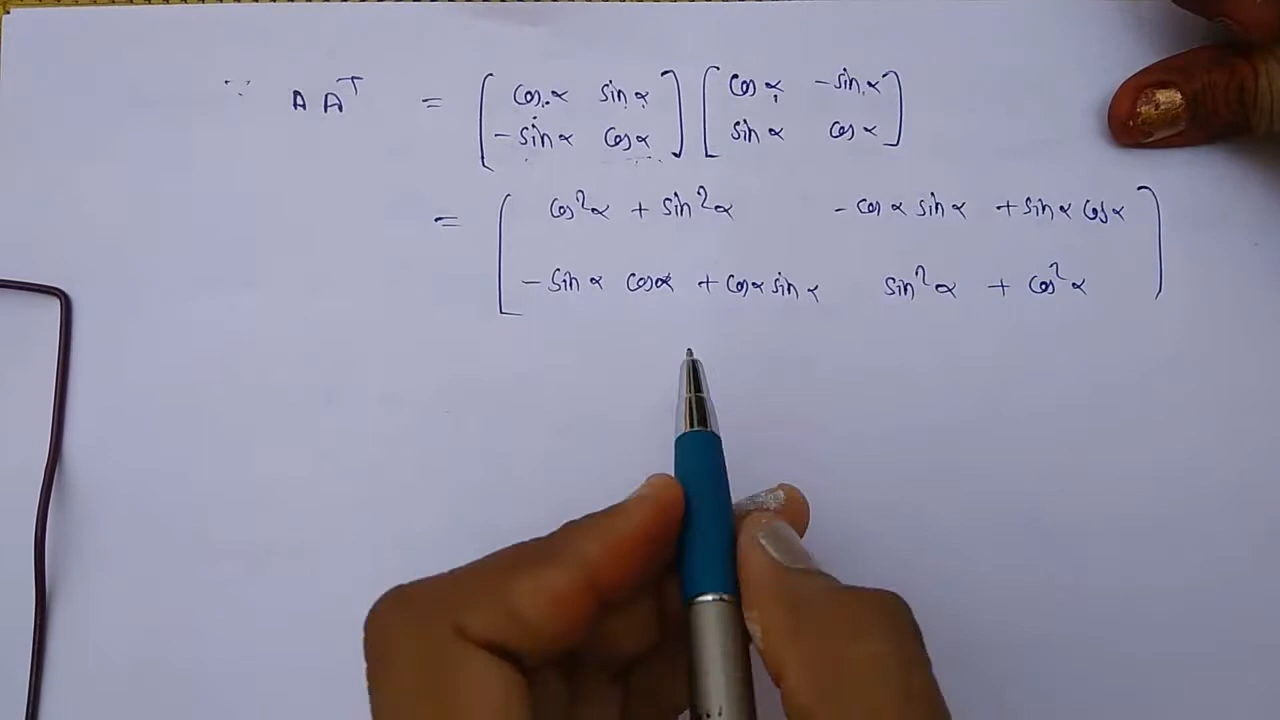 ∵ A Aᵀ = [ cos α sin α ] [ cos α - sin α ]
[ - sin α cos α ] [ sin α cos α ]
= [ cos²α + sin²α - cos α sin α + sin α cos α ]
[ - sin α cos α + cos α sin α sin²α + cos²α ]